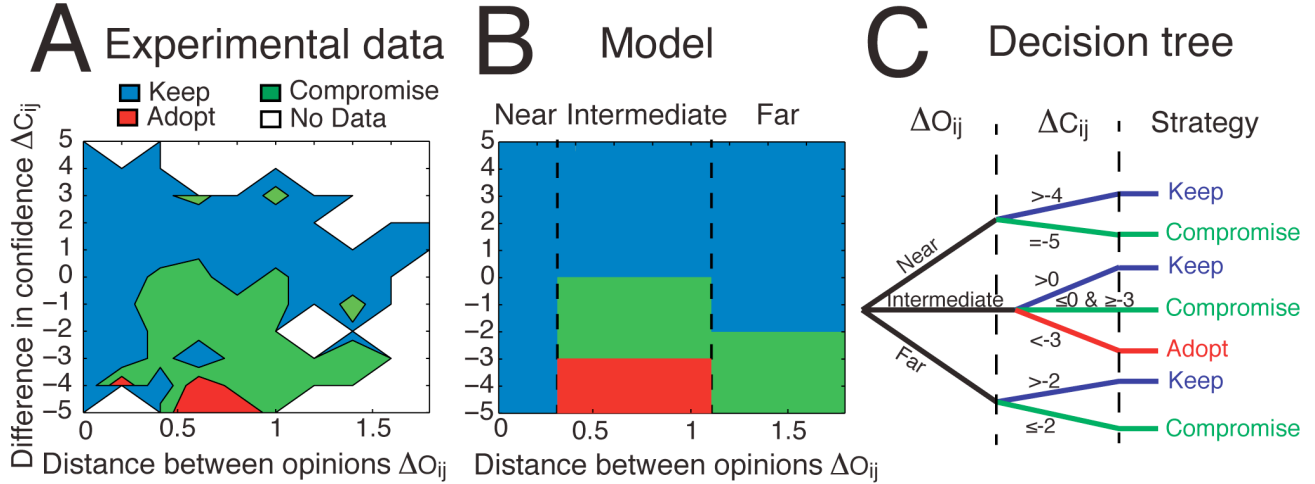 A Experimental data
Keep Compromise
Adopt No Data
Difference in confidence ΔCij
5
4
3
2
1
0
−1
−2
−3
−4
−5
0 0.5 1 1.5
Distance between opinions ΔOij
B Model
Near Intermediate Far
5
4
3
2
1
0
−1
−2
−3
−4
−5
0 0.5 1 1.5
Distance between opinions ΔOij
C Decision tree
ΔOij ΔCij Strategy
Near
>-4 Keep
=-5 Compromise
Intermediate
>0 Keep
≤0 & ≥-3 Compromise
<-3 Adopt
Far
>-2 Keep
≤-2 Compromise